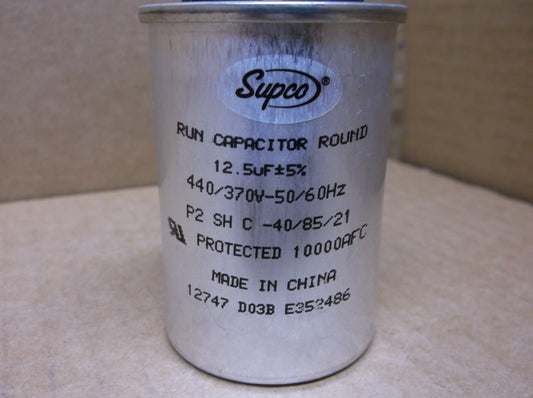 Supco®
RUN CAPACITOR ROUND
12.5uF±5%
440/370V-50/60Hz
P2 SH C -40/85/21
PROTECTED 10000AFC
MADE IN CHINA
12747 D03B E352486